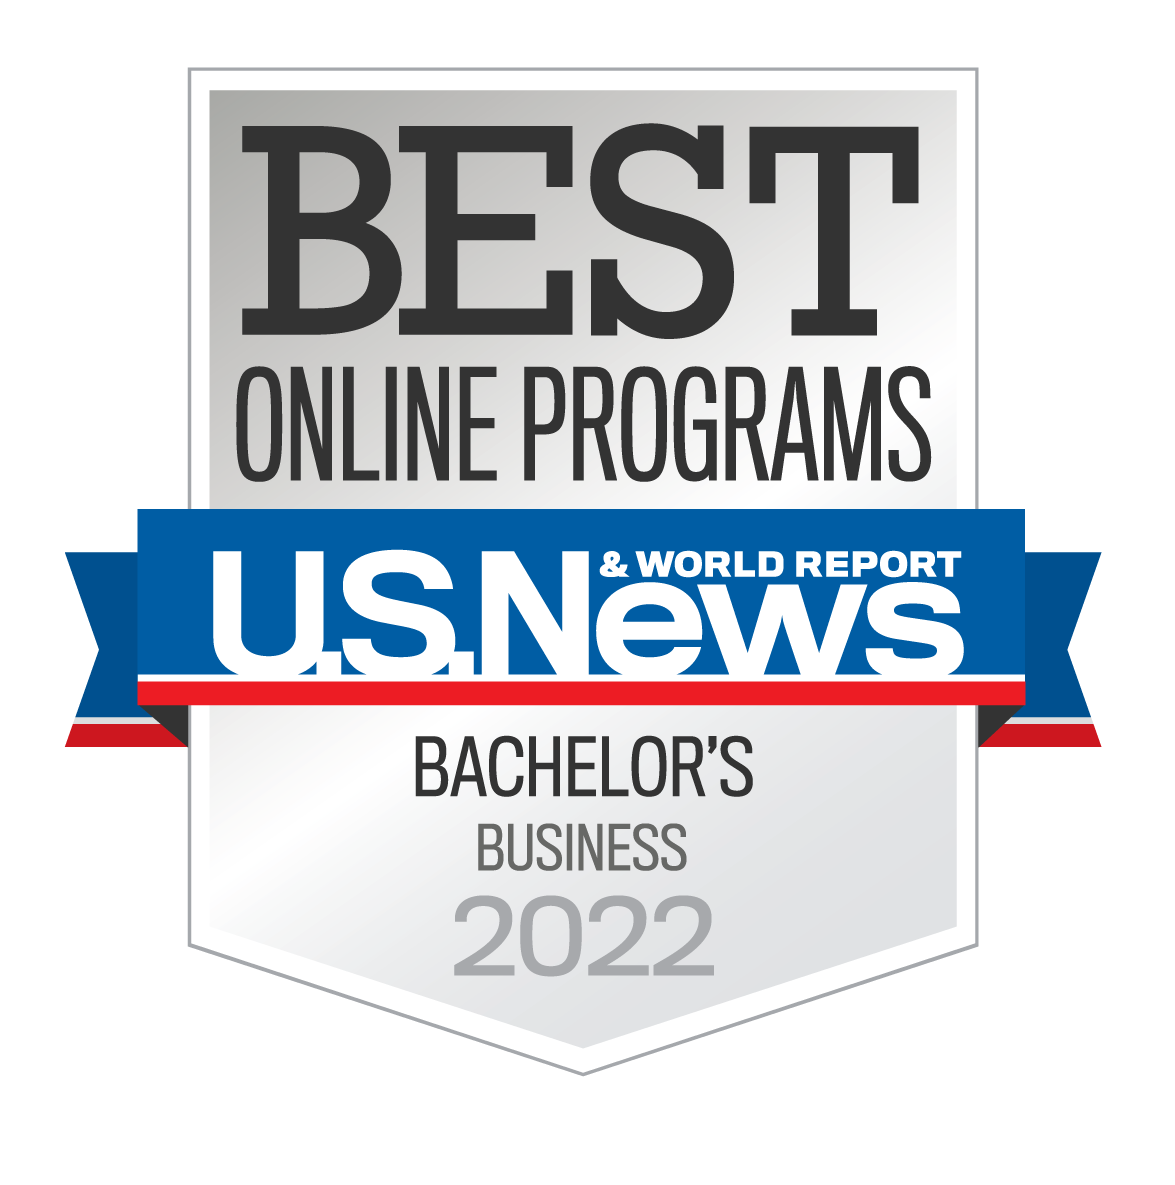 BEST
ONLINE PROGRAMS
U.S. News
& WORLD REPORT
BACHELOR'S
BUSINESS
2022